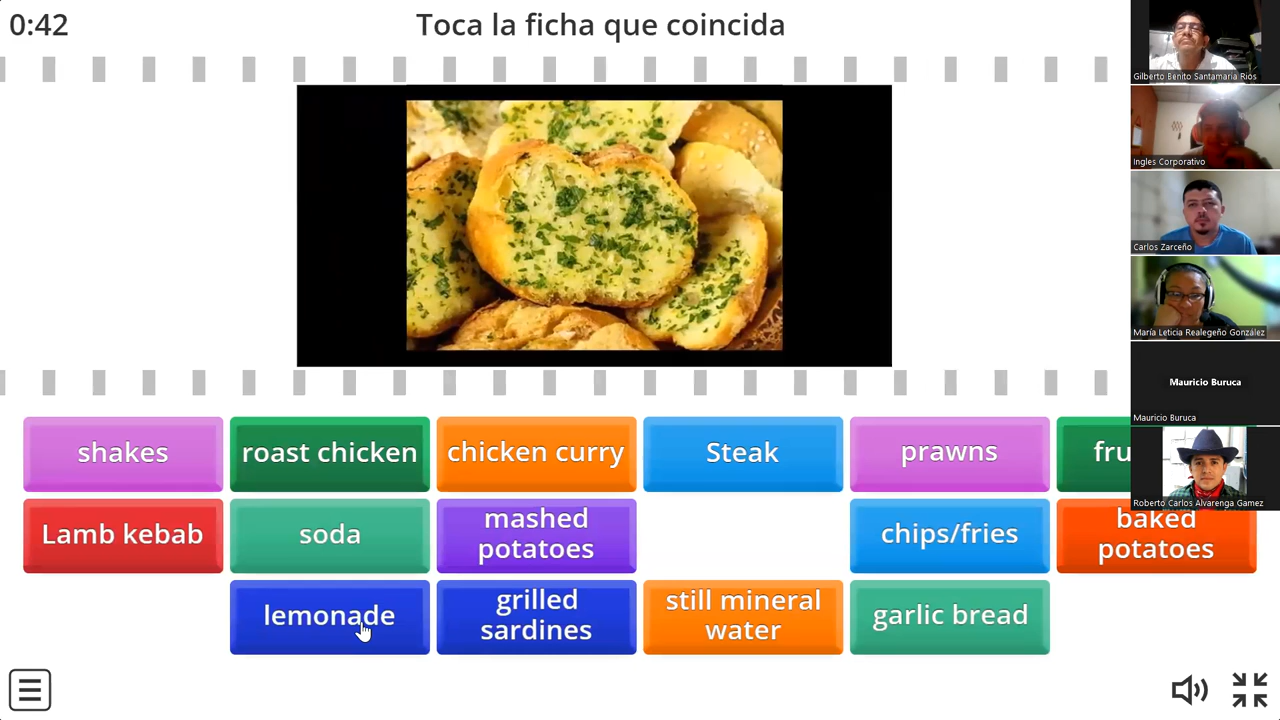 0:42
Toca la ficha que coincida
Gilberto Benito Santamaria Rios
Ingles Corporativo
Carlos Zarceño
María Leticia Realegeño González
Mauricio Buruca
Mauricio Buruca
Roberto Carlos Alvarenga Gamez
shakes
roast chicken
chicken curry
Steak
prawns
Lamb kebab
soda
mashed
potatoes
chips/fries
baked
potatoes
lemonade
grilled
sardines
still mineral
water
garlic bread